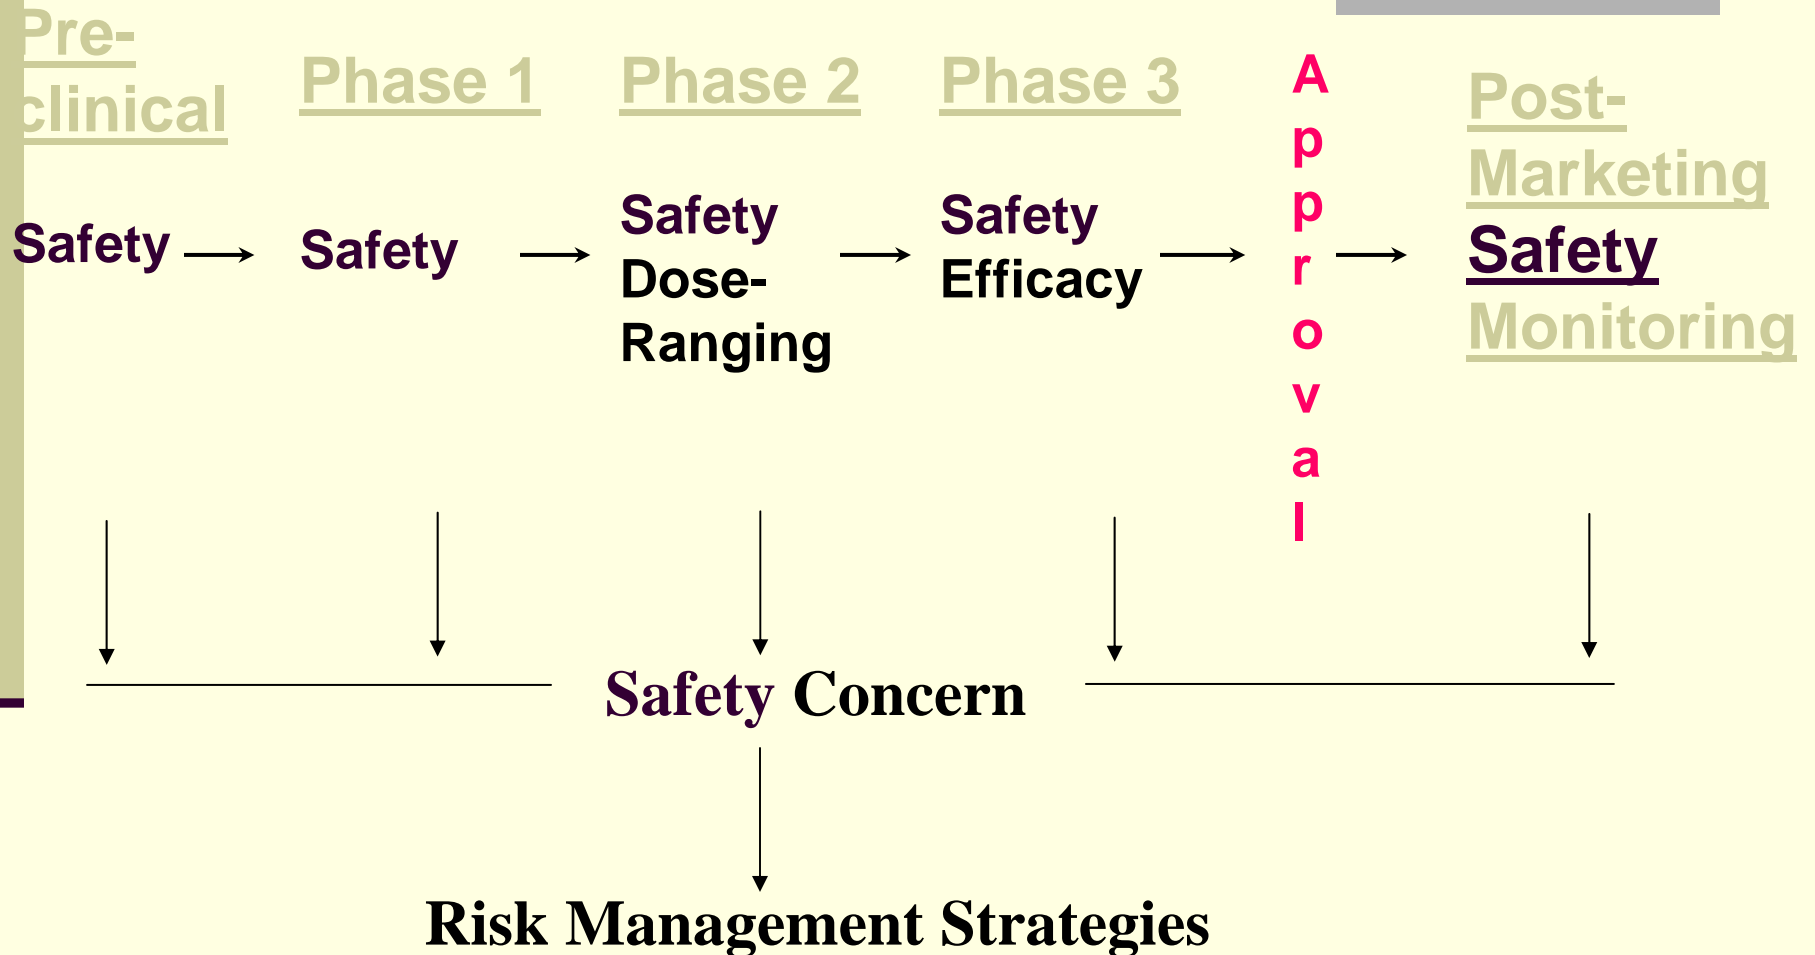 Pre-
clinical
Phase 1
Phase 2
Phase 3
Approval
Post-
Marketing
Safety
Monitoring
Safety
Safety
Safety
Dose-
Ranging
Safety
Efficacy
Safety Concern
Risk Management Strategies